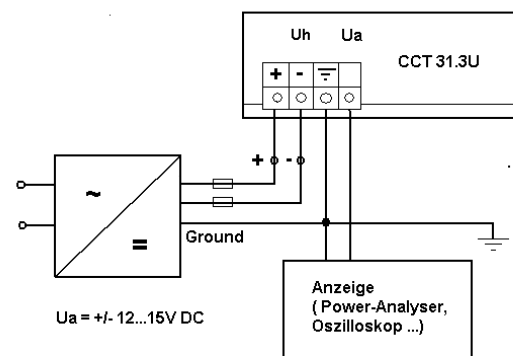 Uh Ua
CCT 31.3U
+ -
+ -
~
=
Ground
Ua = +/- 12...15V DC
Anzeige
( Power-Analyser,
Oszilloskop ...)